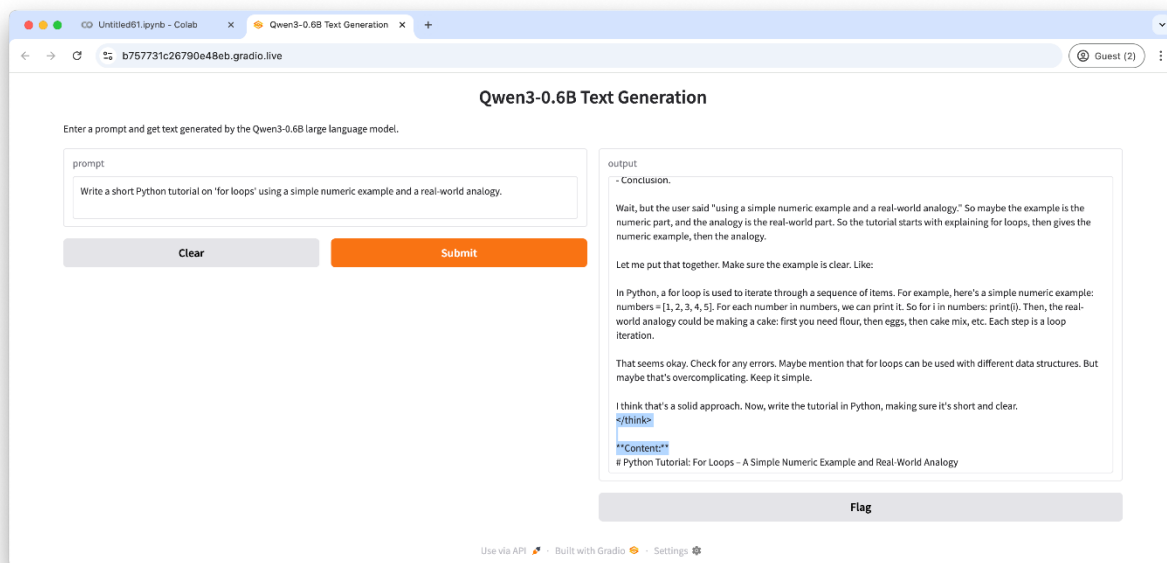 Untitled61.ipynb - Colab
Qwen3-0.6B Text Generation
b757731c26790e48eb.gradio.live
Guest (2)
Qwen3-0.6B Text Generation
Enter a prompt and get text generated by the Qwen3-0.6B large language model.
prompt
Write a short Python tutorial on 'for loops' using a simple numeric example and a real-world analogy.
Clear
Submit
output
- Conclusion.
Wait, but the user said "using a simple numeric example and a real-world analogy." So maybe the example is the
numeric part, and the analogy is the real-world part. So the tutorial starts with explaining for loops, then gives the
numeric example, then the analogy.
Let me put that together. Make sure the example is clear. Like:
In Python, a for loop is used to iterate through a sequence of items. For example, here's a simple numeric example:
numbers = [1, 2, 3, 4, 5]. For each number in numbers, we can print it. So for i in numbers: print(i). Then, the real-
world analogy could be making a cake: first you need flour, then eggs, then cake mix, etc. Each step is a loop
iteration.
That seems okay. Check for any errors. Maybe mention that for loops can be used with different data structures. But
maybe that's overcomplicating. Keep it simple.
I think that's a solid approach. Now, write the tutorial in Python, making sure it's short and clear.
</think>
**Content:**
# Python Tutorial: For Loops – A Simple Numeric Example and Real-World Analogy
Flag
Use via API · Built with Gradio · Settings